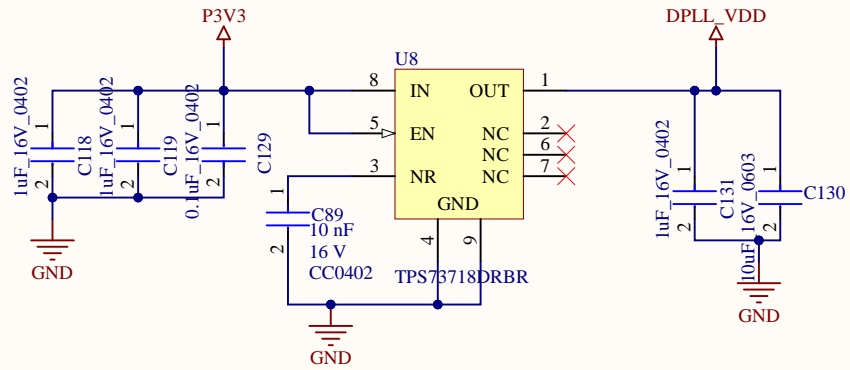 P3V3
DPLL_VDD
U8
8
IN
OUT
1
5
EN
NC
2
NC
6
3
NR
NC
7
GND
4
9
TPS73718DRBR
1
2
1uF_16V_0402
C118
1
2
1uF_16V_0402
C119
1
2
0.1uF_16V_0402
C129
GND
1
2
C89
10 nF
16 V
CC0402
GND
1
2
1uF_16V_0402
C131
1
2
10uF_16V_0603
C130
GND